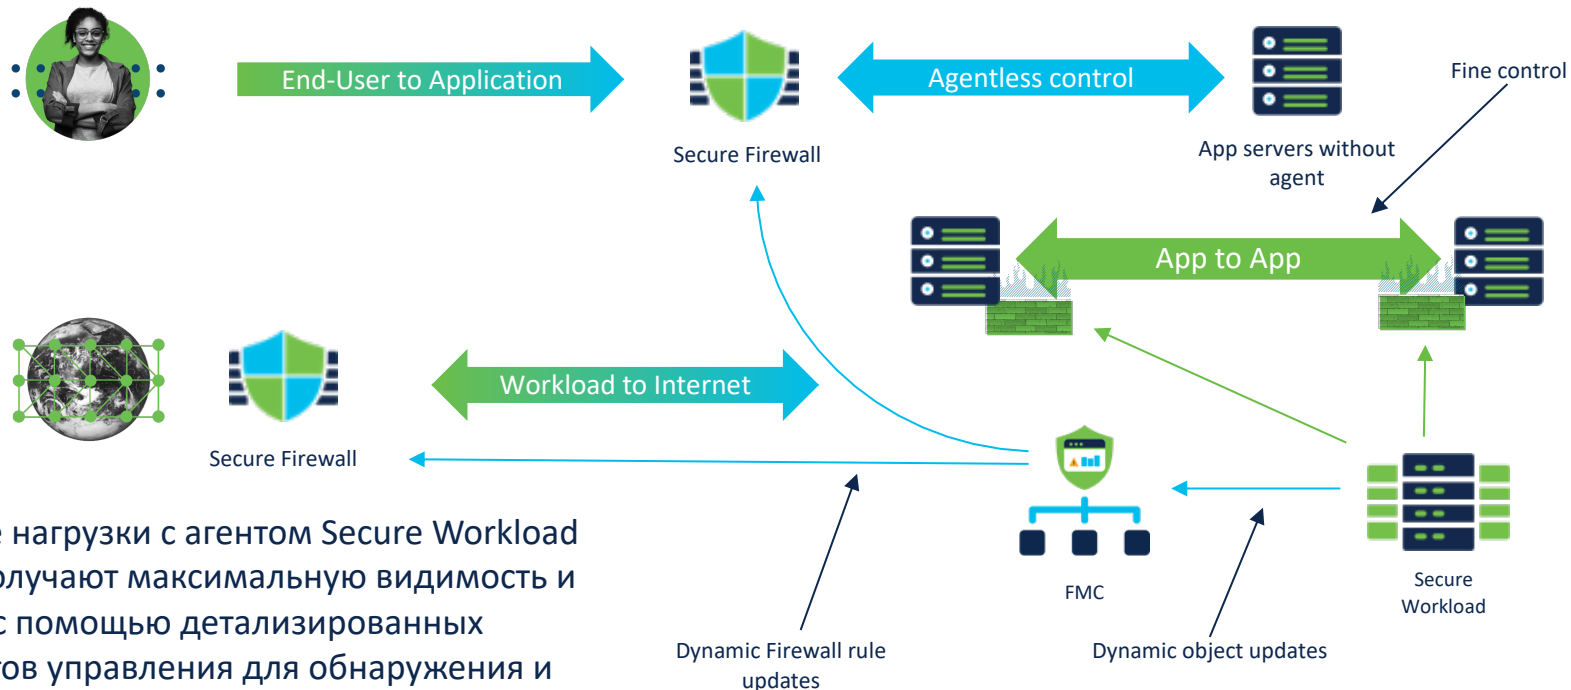 End-User to Application
Secure Firewall
Agentless control
App servers without
agent
Fine control
App to App
Workload to Internet
Secure Firewall
нагрузки с агентом Secure Workload
максимальную видимость и
с помощью детализированных
управления для обнаружения и
FMC
Secure
Workload
Dynamic Firewall rule
updates
Dynamic object updates